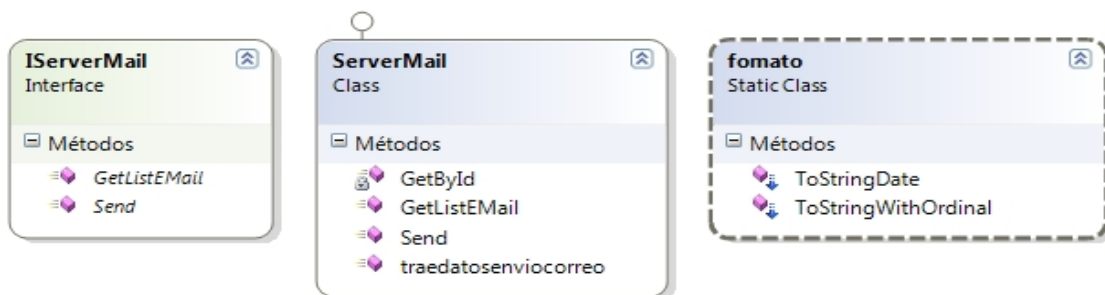 IServerMail
Interface
Métodos
GetListEMail
Send
ServerMail
Class
Métodos
GetById
GetListEMail
Send
traedatosenviocorreo
fomato
Static Class
Métodos
ToStringDate
ToStringWithOrdinal